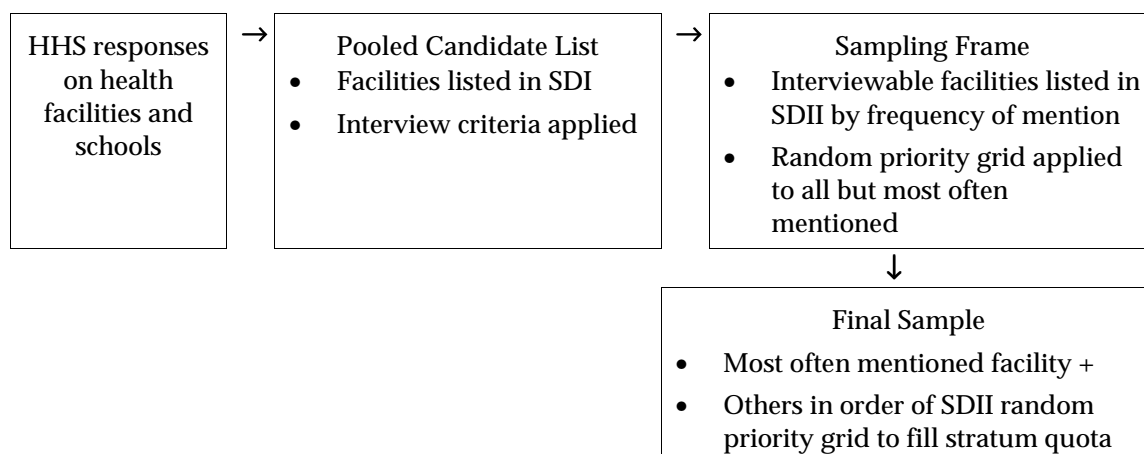 HHS responses
on health
facilities and
schools
→
Pooled Candidate List
• Facilities listed in SDI
• Interview criteria applied
→
Sampling Frame
• Interviewable facilities listed in
SDII by frequency of mention
• Random priority grid applied
to all but most often
mentioned
↓
Final Sample
• Most often mentioned facility +
• Others in order of SDII random
priority grid to fill stratum quota